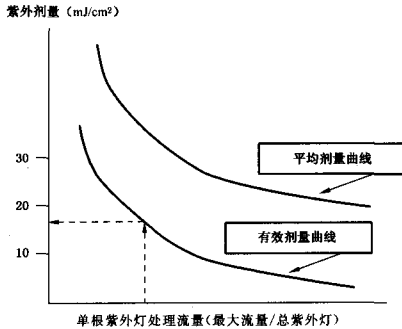 紫外剂量（mJ/cm²）
30
平均剂量曲线
20
有效剂量曲线
10
单根紫外灯处理流量(最大流量/总紫外灯)